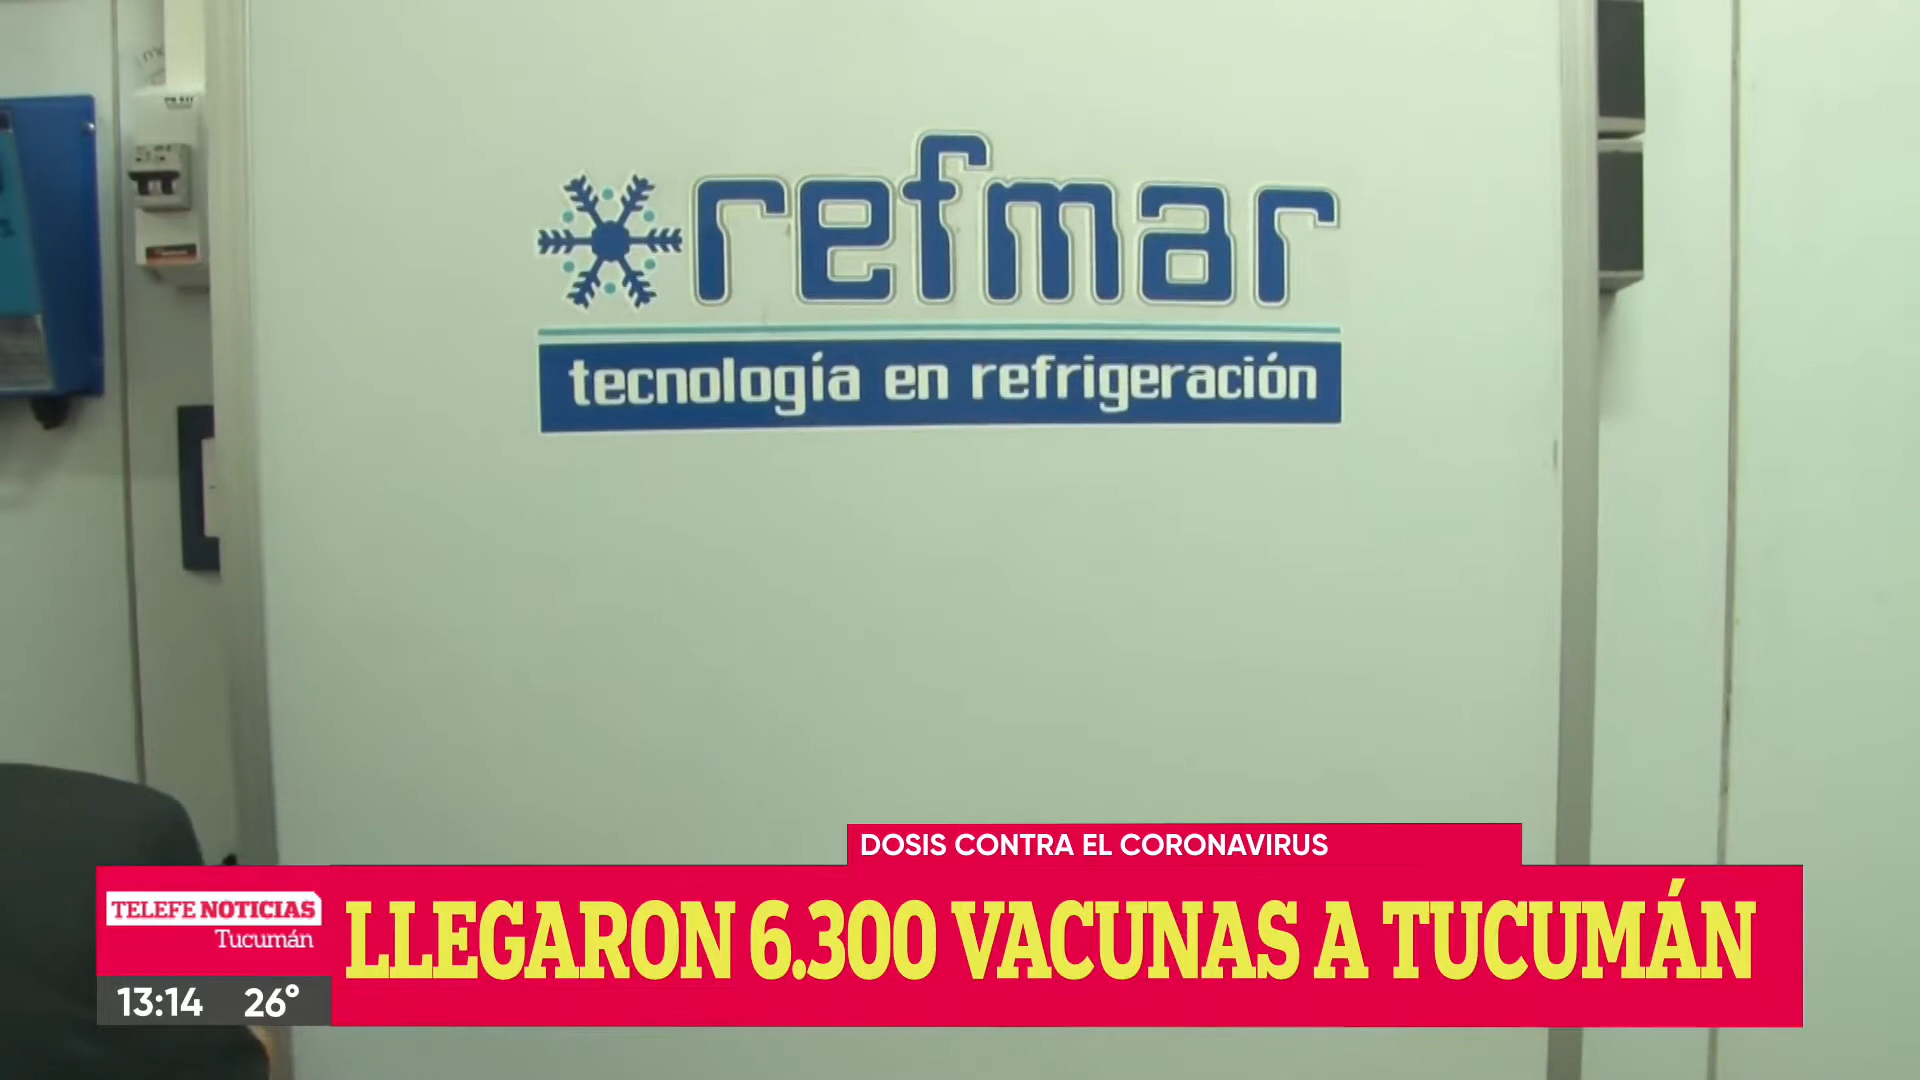 refmar
tecnología en refrigeración
DOSIS CONTRA EL CORONAVIRUS
TELEFE NOTICIAS
Tucumán
LLEGARON 6.300 VACUNAS A TUCUMÁN
13:14 26°